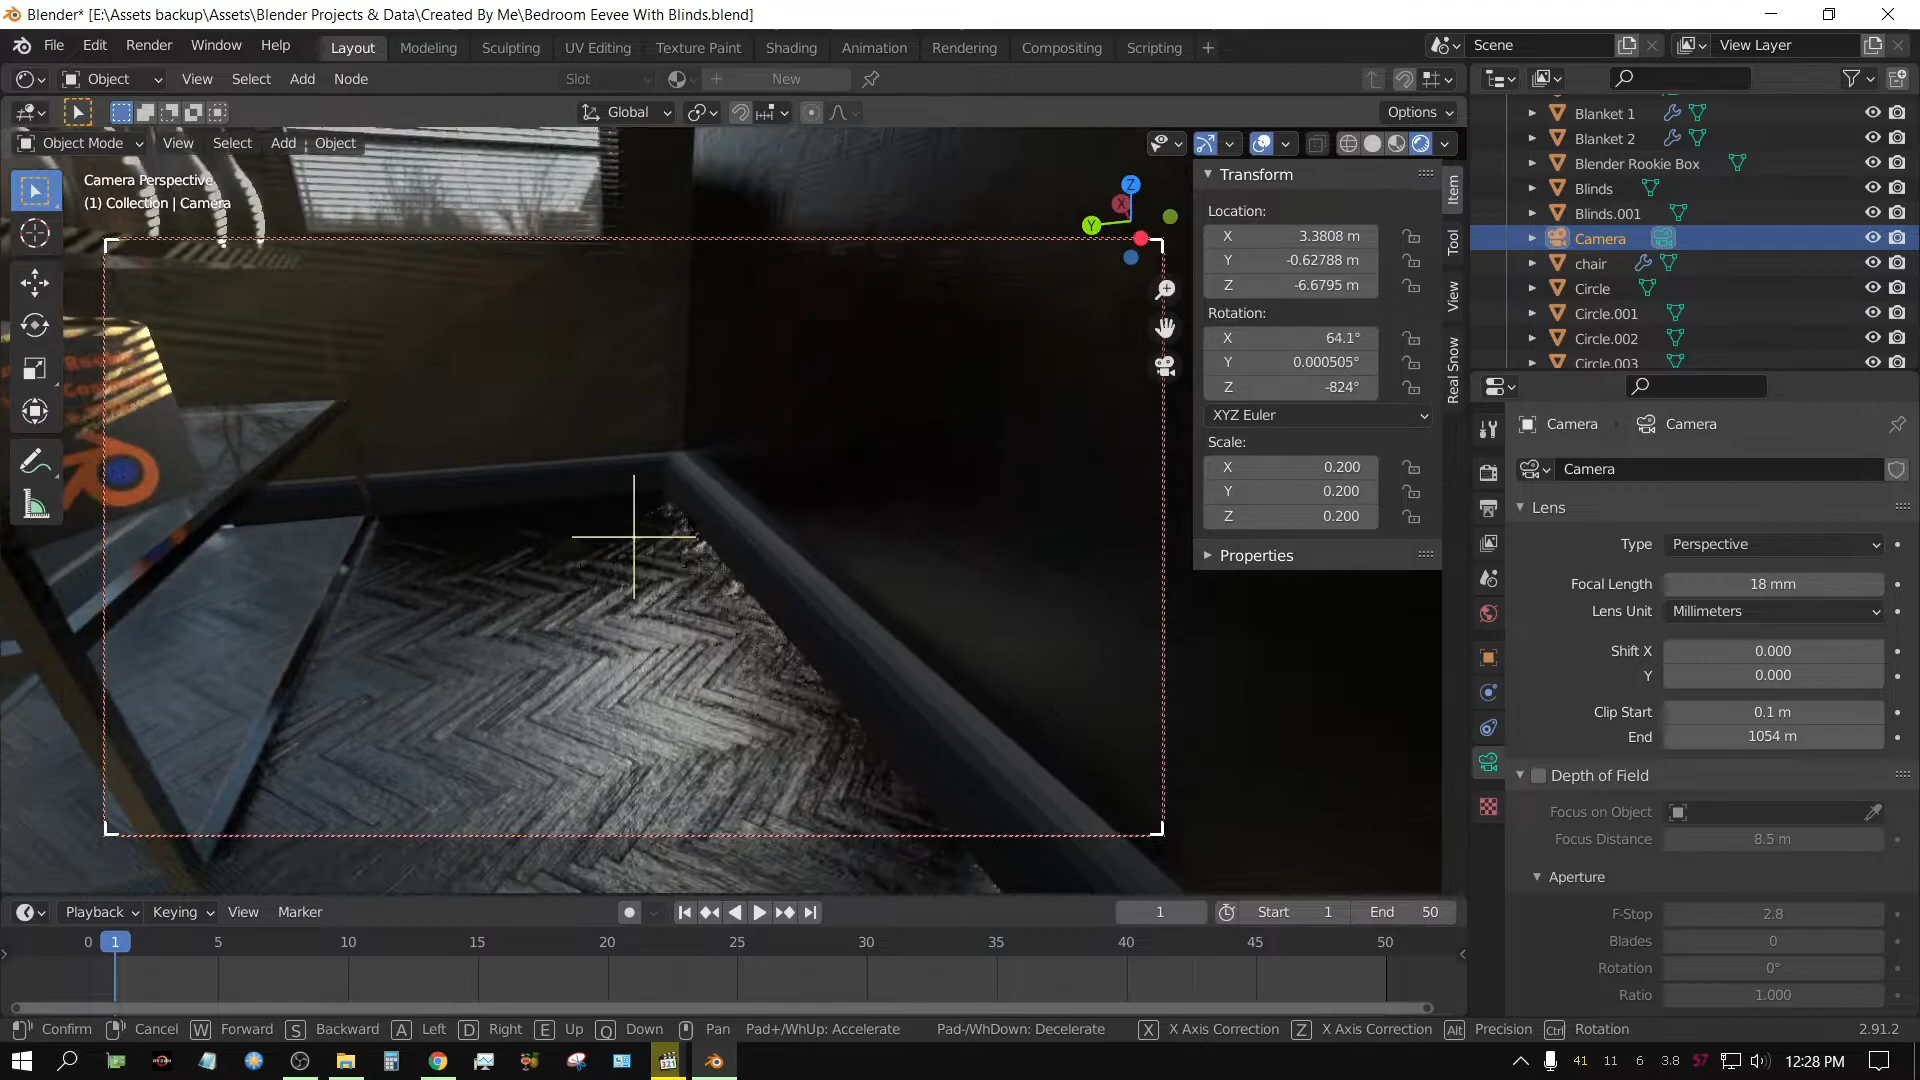 Blender* [E:\Assets backup\Assets\Blender Projects & Data\Created By Me\Bedroom Eevee With Blinds.blend]
File Edit Render Window Help Layout Modeling Sculpting UV Editing Texture Paint Shading Animation Rendering Compositing Scripting + Scene View Layer
Object View Select Add Node Slot New
Global Options
Object Mode View Select Add Object
Camera Perspective
(1) Collection | Camera
Z
X
Y
Transform
Location:
X 3.3808 m
Y -0.62788 m
Z -6.6795 m
Rotation:
X 64.1°
Y 0.000505°
Z -824°
XYZ Euler
Scale:
X 0.200
Y 0.200
Z 0.200
Properties
Item
Tool
View
Real Snow
Blanket 1
Blanket 2
Blender Rookie Box
Blinds
Blinds.001
Camera
chair
Circle
Circle.001
Circle.002
Circle.003
Camera Camera
Camera
Lens
Type Perspective
Focal Length 18 mm
Lens Unit Millimeters
Shift X 0.000
Y 0.000
Clip Start 0.1 m
End 1054 m
Depth of Field
Focus on Object
Focus Distance 8.5 m
Aperture
F-Stop 2.8
Blades 0
Rotation 0°
Ratio 1.000
Playback Keying View Marker 1 Start 1 End 50
0 1 5 10 15 20 25 30 35 40 45 50
Confirm Cancel W Forward S Backward A Left D Right E Up Q Down Pan Pad+/WhUp: Accelerate Pad-/WhDown: Decelerate X X Axis Correction Z X Axis Correction Alt Precision Ctrl Rotation 2.91.2
321 41 11 6 3.8 57 12:28 PM